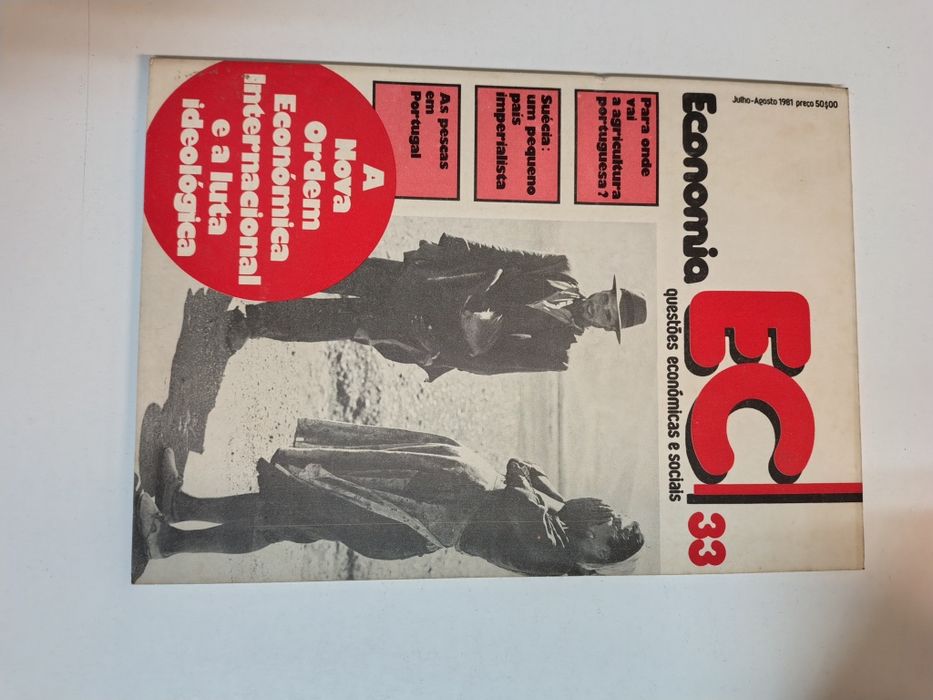 Julho-Agosto 1981 preço 50$00
Economia
EC
questões económicas e sociais
33
Para onde
vai
a agricultura
portuguesa?
Suécia:
um pequeno
país
imperialista
As pescas
em
Portugal
A
Nova
Ordem
Económica
Internacional
e a luta
ideológica